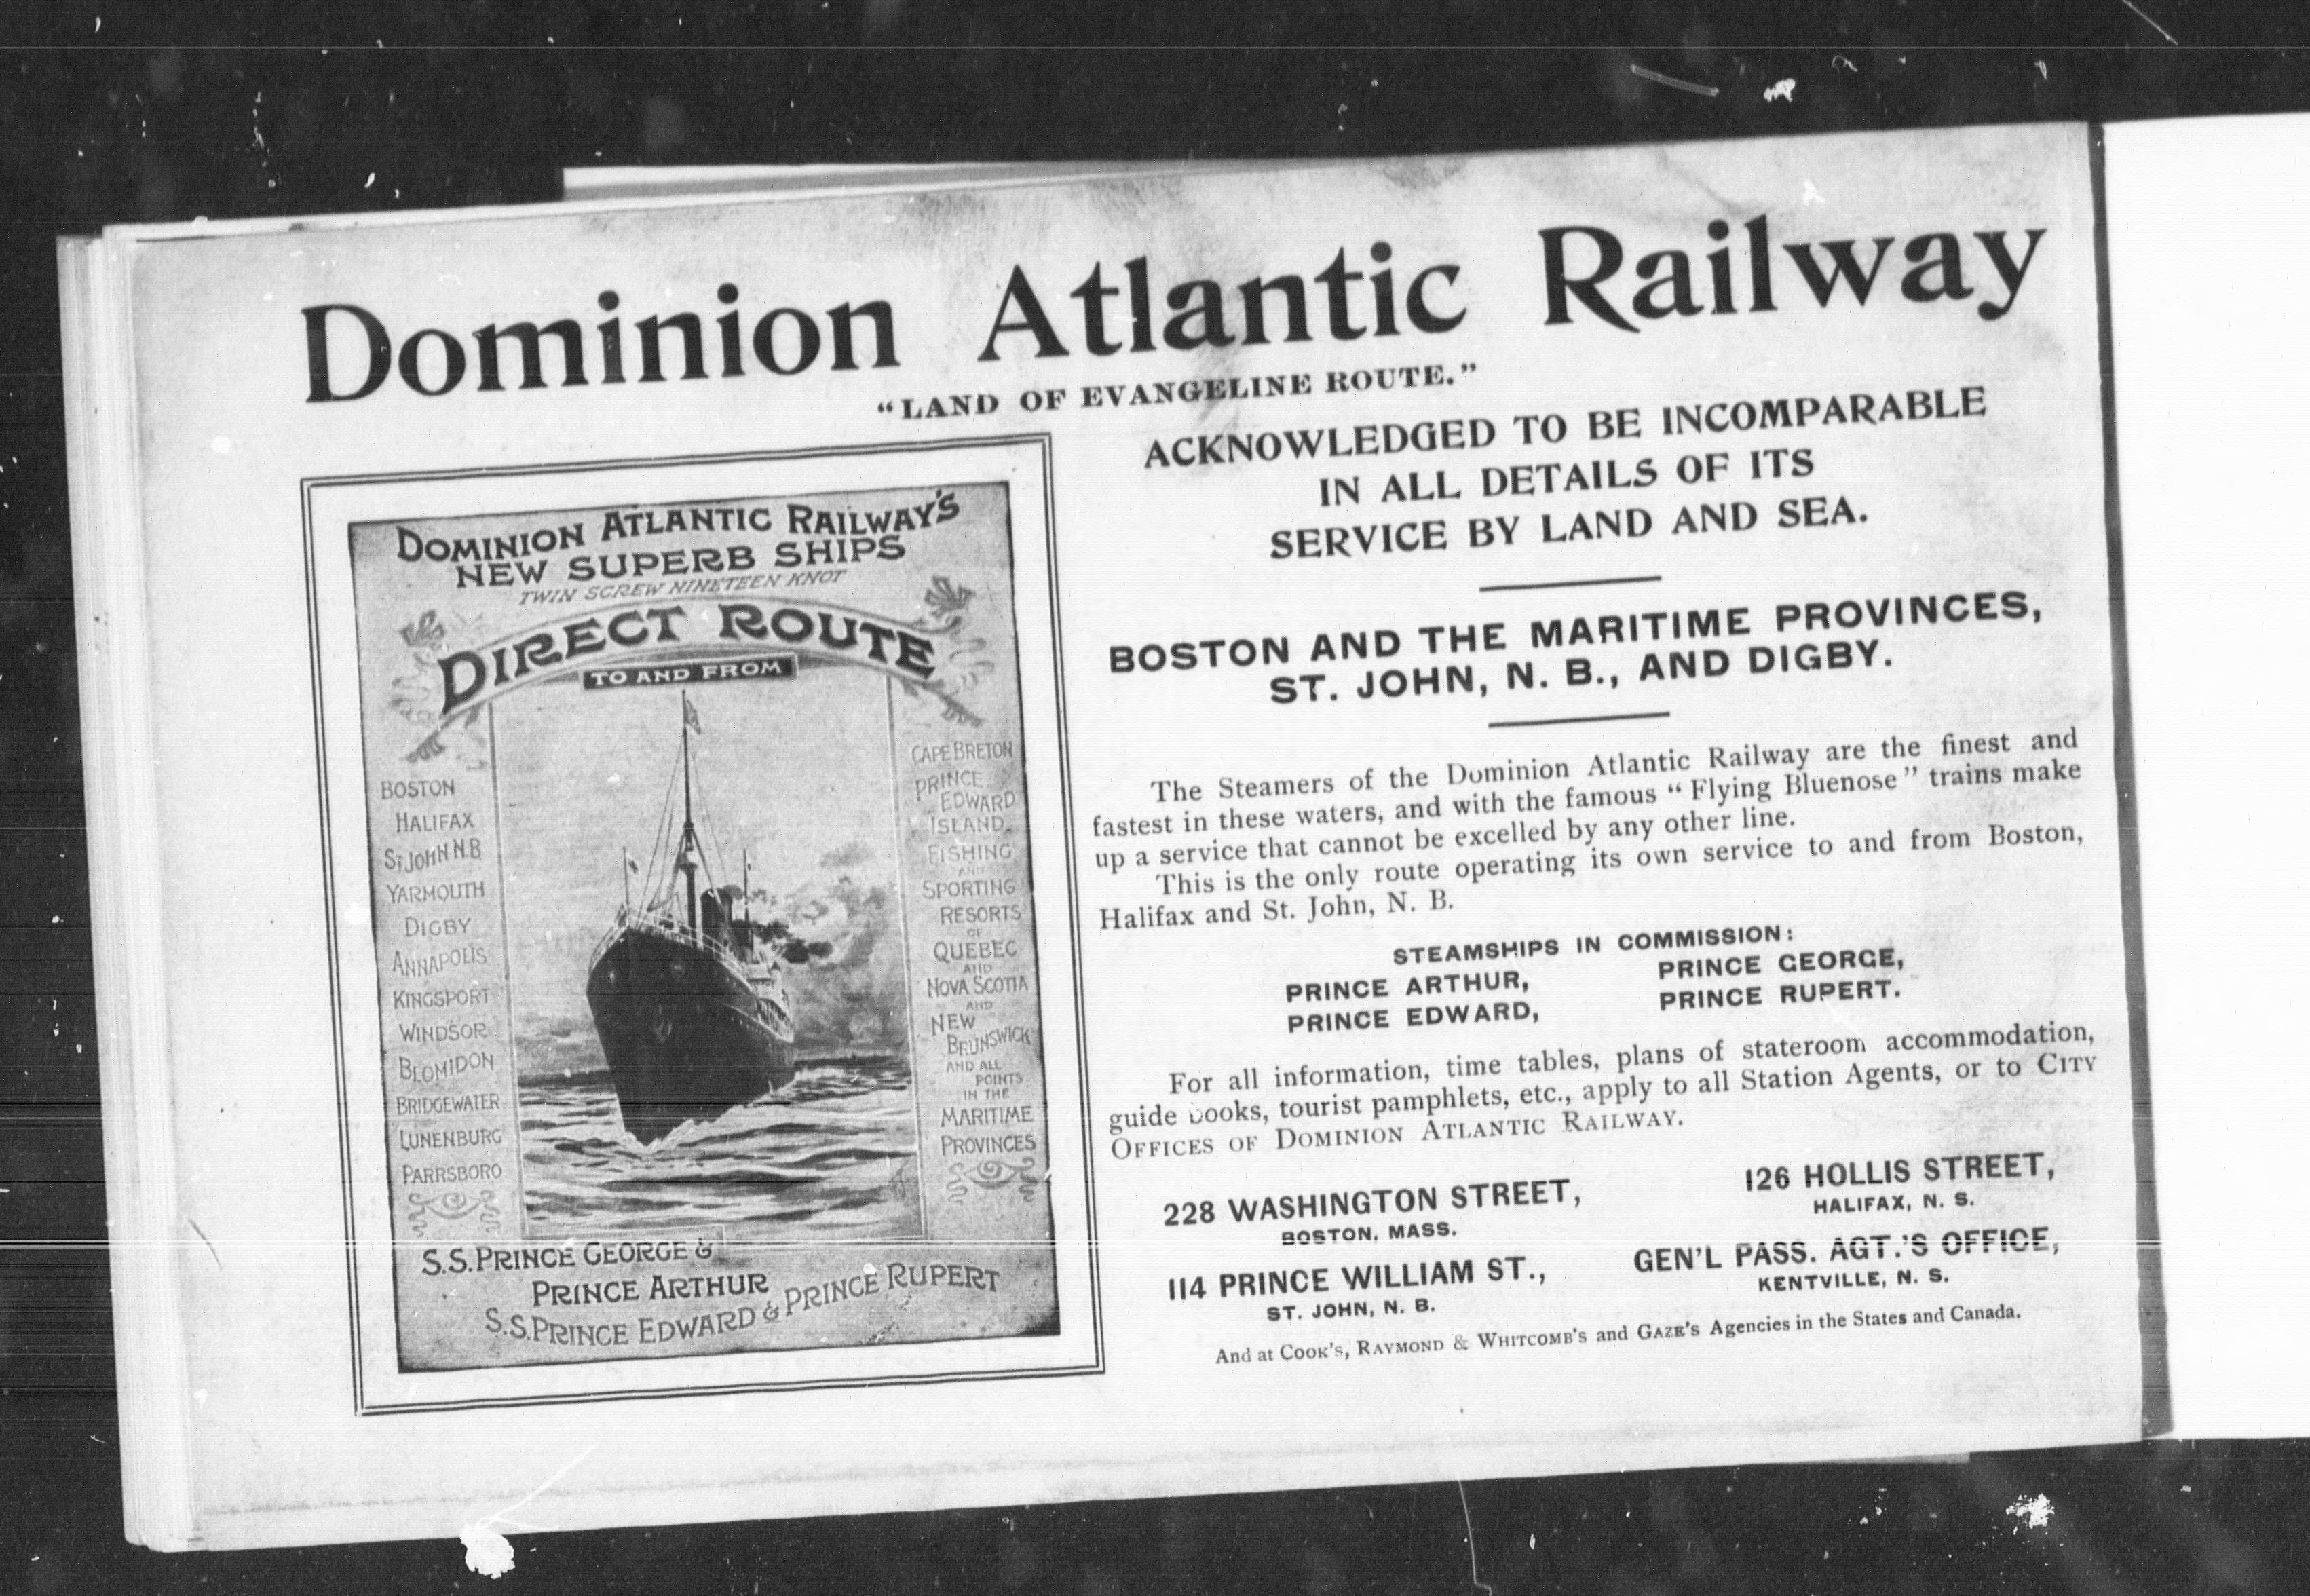 Dominion Atlantic Railway
“LAND OF EVANGELINE ROUTE.”
DOMINION ATLANTIC RAILWAY'S
NEW SUPERB SHIPS
TWIN SCREW NINETEEN KNOT
DIRECT ROUTE
TO AND FROM
BOSTON
HALIFAX
ST JOHN N.B
YARMOUTH
DIGBY
ANNAPOLIS
KINGSPORT
WINDSOR
BLOMIDON
BRIDGEWATER
LUNENBURG
PARRSBORO
CAPE BRETON
PRINCE
EDWARD
ISLAND.
FISHING
AND
SPORTING
RESORTS
OF
QUEBEC
AND
NOVA SCOTIA
AND
NEW
BRUNSWICK
AND ALL
POINTS
IN THE
MARITIME
PROVINCES
S.S. PRINCE GEORGE &
PRINCE ARTHUR
S.S. PRINCE EDWARD & PRINCE RUPERT
ACKNOWLEDGED TO BE INCOMPARABLE
IN ALL DETAILS OF ITS
SERVICE BY LAND AND SEA.
BOSTON AND THE MARITIME PROVINCES,
ST. JOHN, N. B., AND DIGBY.
The Steamers of the Dominion Atlantic Railway are the finest and
fastest in these waters, and with the famous “Flying Bluenose” trains make
up a service that cannot be excelled by any other line.
This is the only route operating its own service to and from Boston,
Halifax and St. John, N. B.
STEAMSHIPS IN COMMISSION:
PRINCE ARTHUR, PRINCE GEORGE,
PRINCE EDWARD, PRINCE RUPERT.
For all information, time tables, plans of stateroom accommodation,
guide books, tourist pamphlets, etc., apply to all Station Agents, or to CITY
OFFICES OF DOMINION ATLANTIC RAILWAY.
228 WASHINGTON STREET,
BOSTON, MASS.
126 HOLLIS STREET,
HALIFAX, N. S.
114 PRINCE WILLIAM ST.,
ST. JOHN, N. B.
GEN'L PASS. AGT.'S OFFICE,
KENTVILLE, N. S.
And at COOK'S, RAYMOND & WHITCOMB'S and GAZE'S Agencies in the States and Canada.